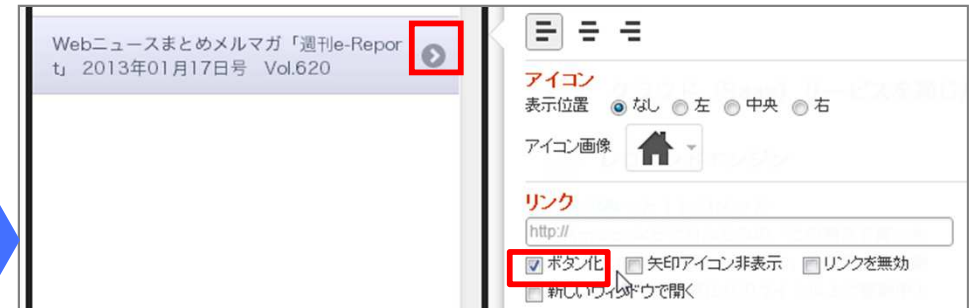 Webニュースまとめメルマガ「週刊e-Repor
t」 2013年01月17日号 Vol.620
アイコン
表示位置 なし 左 中央 右
アイコン画像
リンク
http://
ボタン化 矢印アイコン非表示 リンクを無効
新しいウィンドウで開く